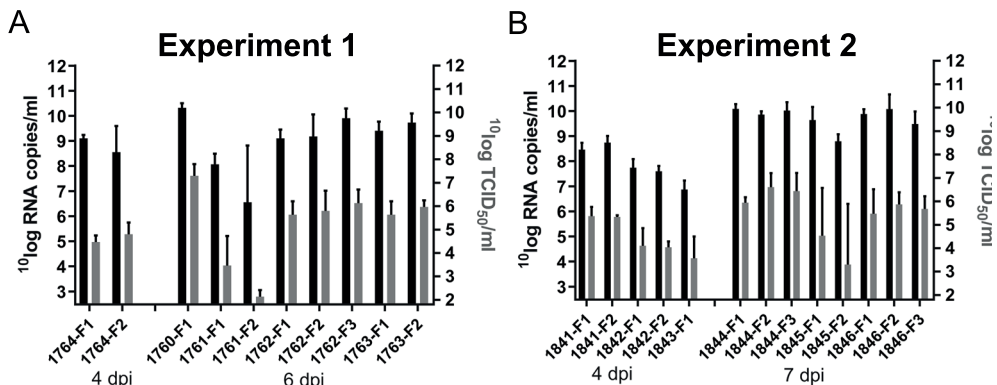 A
Experiment 1
12
11
10
9
8
7
6
5
4
3
10log RNA copies/ml
12
11
10
9
8
7
6
5
4
3
2
10log TCID50/ml
1764-F1
1764-F2
1760-F1
1761-F1
1761-F2
1762-F1
1762-F2
1762-F3
1763-F1
1763-F2
4 dpi
6 dpi
B
Experiment 2
12
11
10
9
8
7
6
5
4
3
10log RNA copies/ml
12
11
10
9
8
7
6
5
4
3
2
10log TCID50/ml
1841-F1
1841-F2
1842-F1
1842-F2
1843-F1
1844-F1
1844-F2
1844-F3
1845-F1
1845-F2
1846-F1
1846-F2
1846-F3
4 dpi
7 dpi